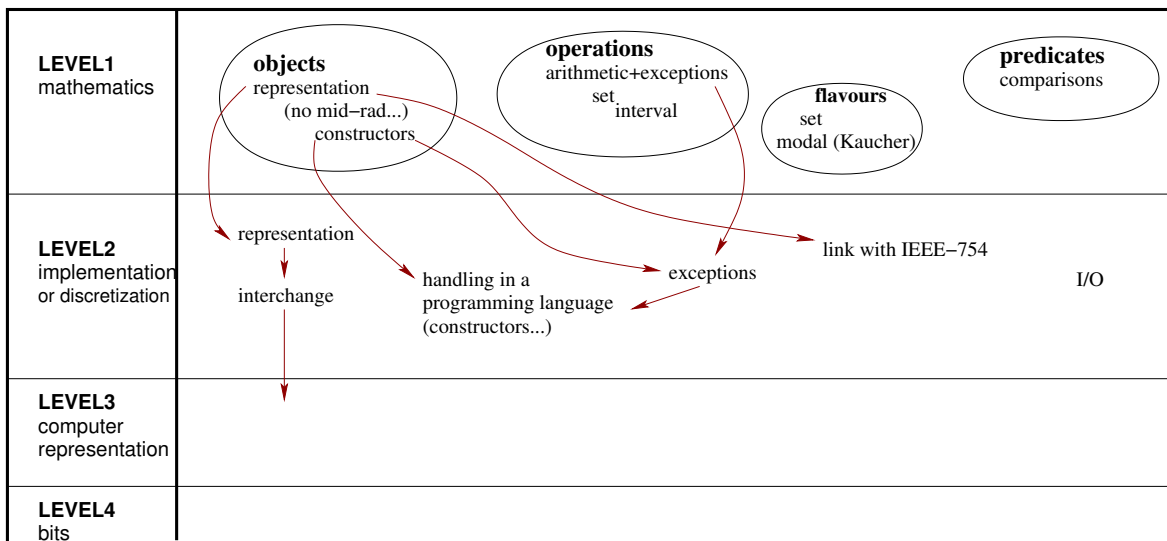 LEVEL1
mathematics
objects
representation
(no mid−rad...)
constructors
operations
arithmetic+exceptions
set
interval
flavours
set
modal (Kaucher)
predicates
comparisons
LEVEL2
implementation
or discretization
representation
interchange
handling in a
programming language
(constructors...)
exceptions
link with IEEE−754
I/O
LEVEL3
computer
representation
LEVEL4
bits